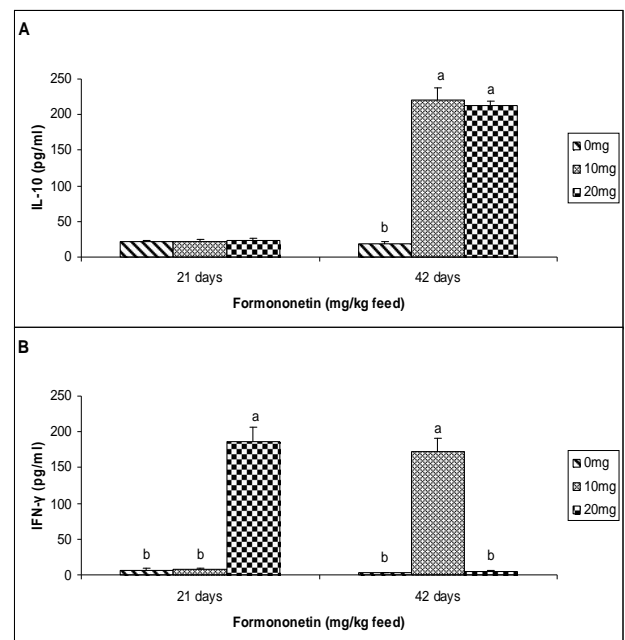 A
250
200
150
100
50
0
IL-10 (pg/ml)
a
a
b
21 days
42 days
Formononetin (mg/kg feed)
0mg
10mg
20mg
B
250
200
150
100
50
0
IFN-γ (pg/ml)
b
b
a
b
a
b
21 days
42 days
Formononetin (mg/kg feed)
0mg
10mg
20mg